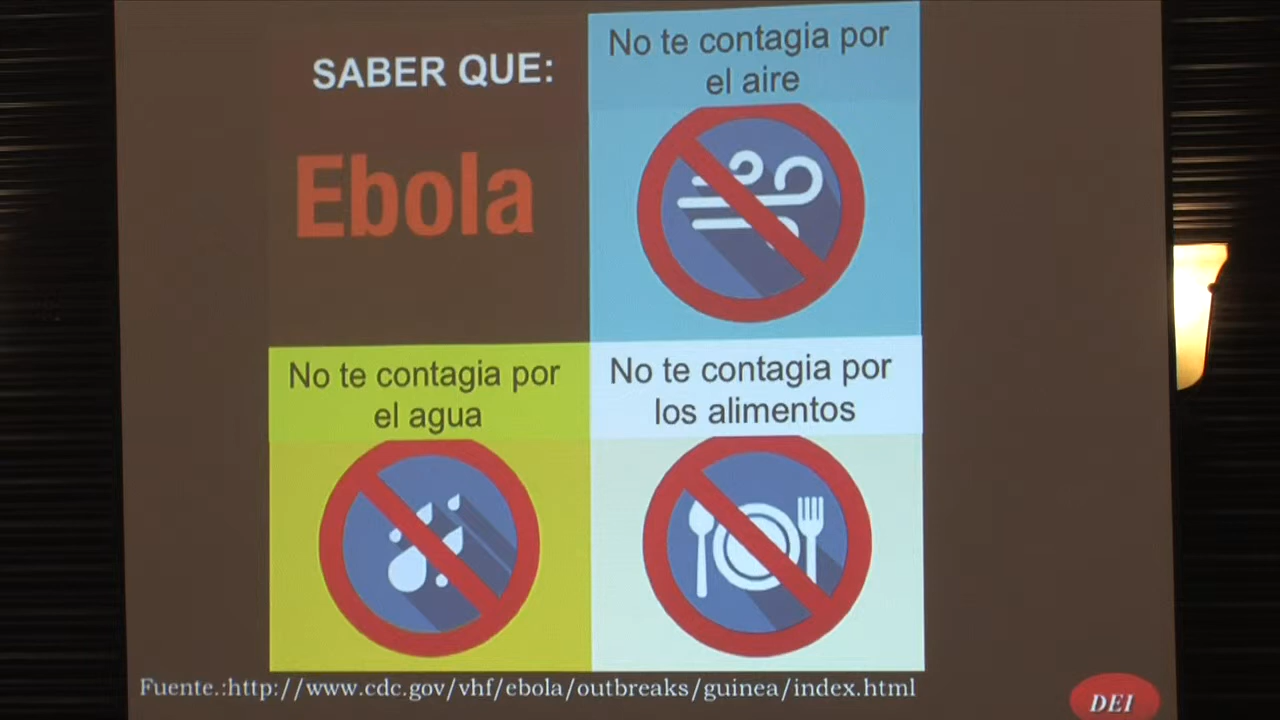 SABER QUE:
Ebola
No te contagia por
el aire
No te contagia por
el agua
No te contagia por
los alimentos
Fuente.:http://www.cdc.gov/vhf/ebola/outbreaks/guinea/index.html
DEI